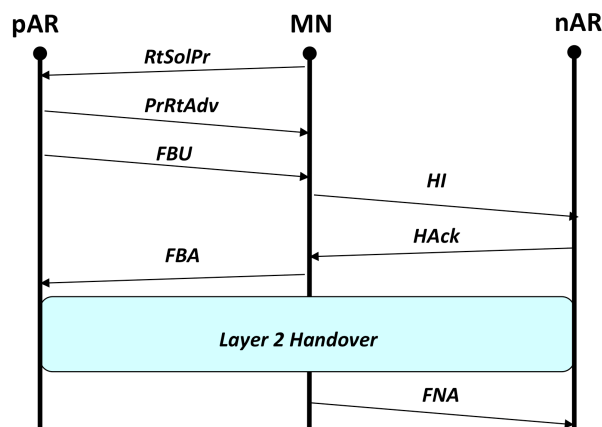 pAR MN nAR
RtSolPr
PrRtAdv
FBU
HI
HAck
FBA
Layer 2 Handover
FNA